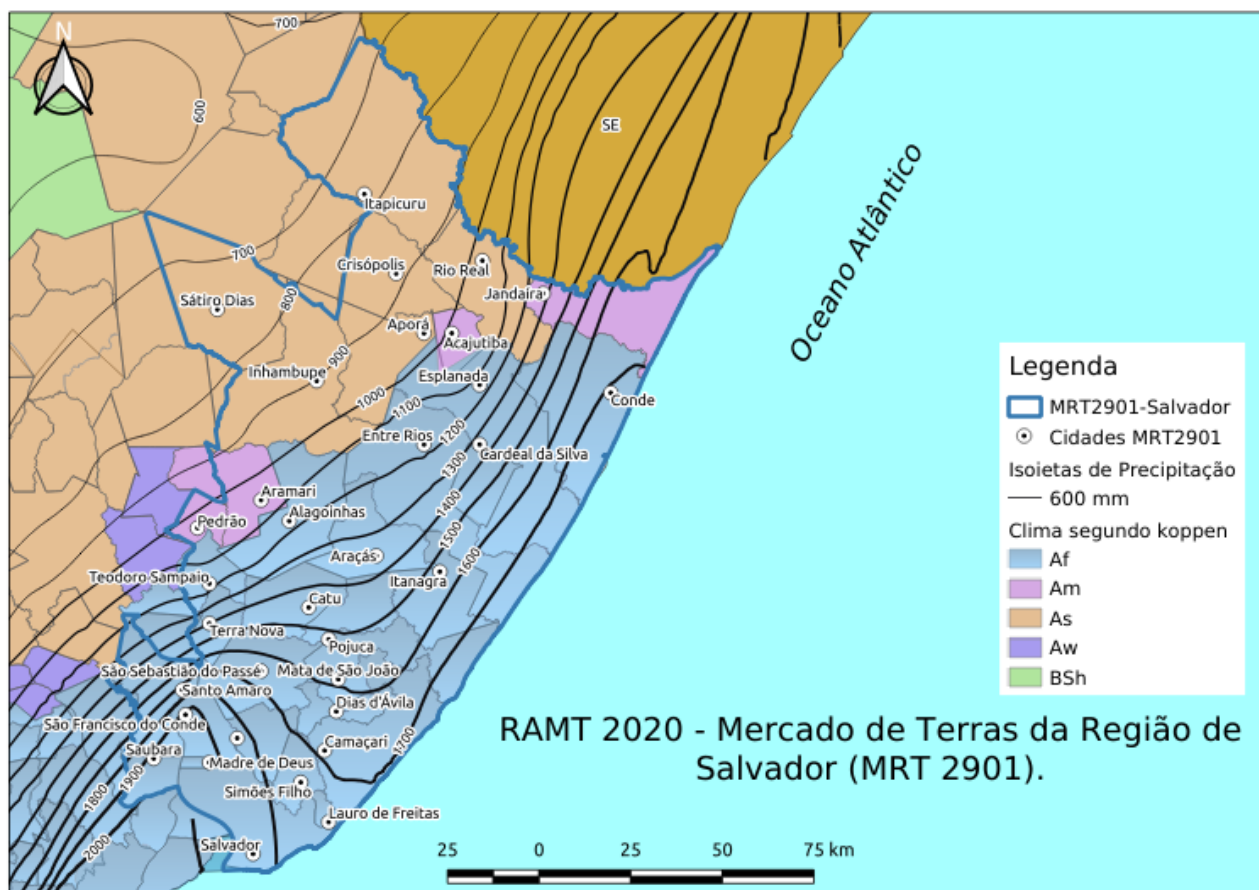 N
700
600
SE
Oceano Atlântico
Itapicuru
700
Crisópolis
Rio Real
800
Sátiro Dias
Jandaíra
Aporá
Acajutiba
900
Inhambupe
Esplanada
1000
Conde
1100
1200
Entre Rios
Cardeal da Silva
1300
Aramari
1400
Pedrão
Alagoinhas
1500
Araçás
1600
Teodoro Sampaio
Itanagra
Catu
Terra Nova
Pojuca
São Sebastião do Passé
Mata de São João
Santo Amaro
Dias d'Ávila
São Francisco do Conde
Camaçari
1700
Saubara
Madre de Deus
1900
Simões Filho
1800
Lauro de Freitas
2000
Salvador
Legenda
MRT2901-Salvador
Cidades MRT2901
Isoietas de Precipitação
600 mm
Clima segundo koppen
Af
Am
As
Aw
BSh
RAMT 2020 - Mercado de Terras da Região de
Salvador (MRT 2901).
25 0 25 50 75 km